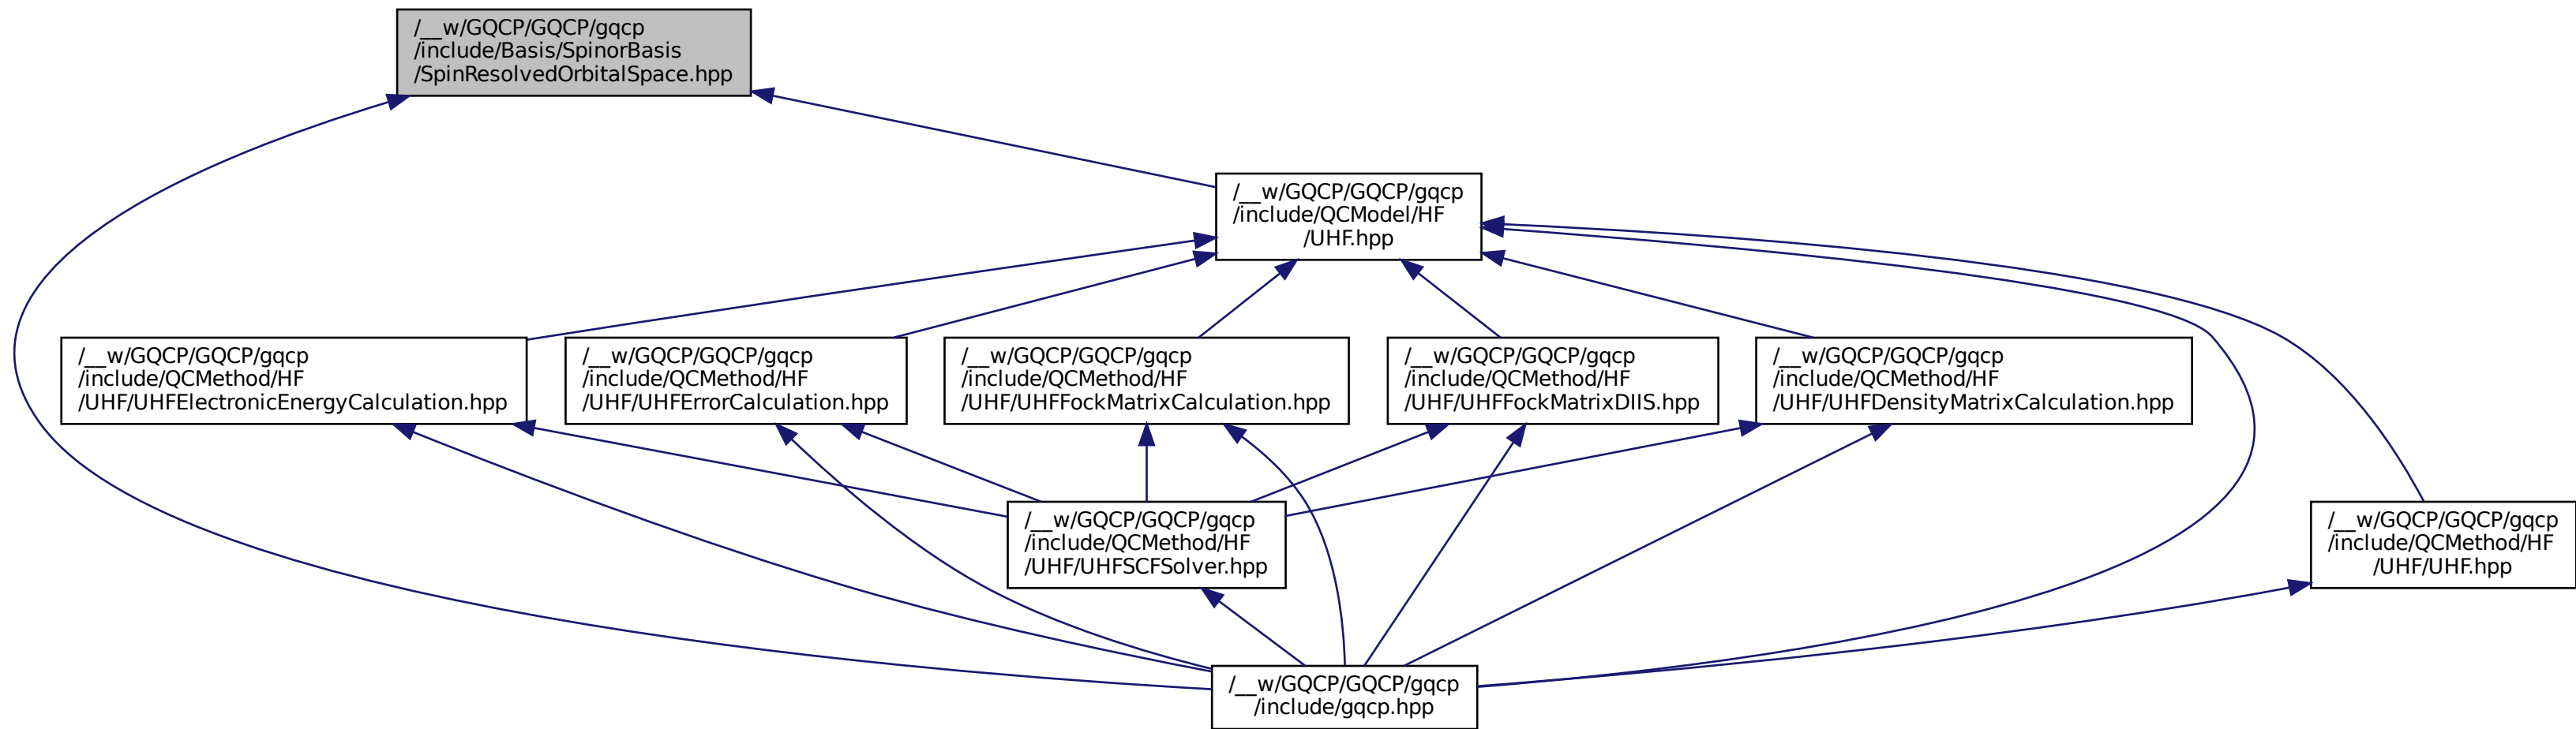 /__w/GQCP/GQCP/gqcp
/include/Basis/SpinorBasis
/SpinResolvedOrbitalSpace.hpp
/__w/GQCP/GQCP/gqcp
/include/QCModel/HF
/UHF.hpp
/__w/GQCP/GQCP/gqcp
/include/QCMethod/HF
/UHF/UHFElectronicEnergyCalculation.hpp
/__w/GQCP/GQCP/gqcp
/include/QCMethod/HF
/UHF/UHFErrorCalculation.hpp
/__w/GQCP/GQCP/gqcp
/include/QCMethod/HF
/UHF/UHFFockMatrixCalculation.hpp
/__w/GQCP/GQCP/gqcp
/include/QCMethod/HF
/UHF/UHFFockMatrixDIIS.hpp
/__w/GQCP/GQCP/gqcp
/include/QCMethod/HF
/UHF/UHFDensityMatrixCalculation.hpp
/__w/GQCP/GQCP/gqcp
/include/QCMethod/HF
/UHF/UHFSCFSolver.hpp
/__w/GQCP/GQCP/gqcp
/include/QCMethod/HF
/UHF/UHF.hpp
/__w/GQCP/GQCP/gqcp
/include/gqcp.hpp